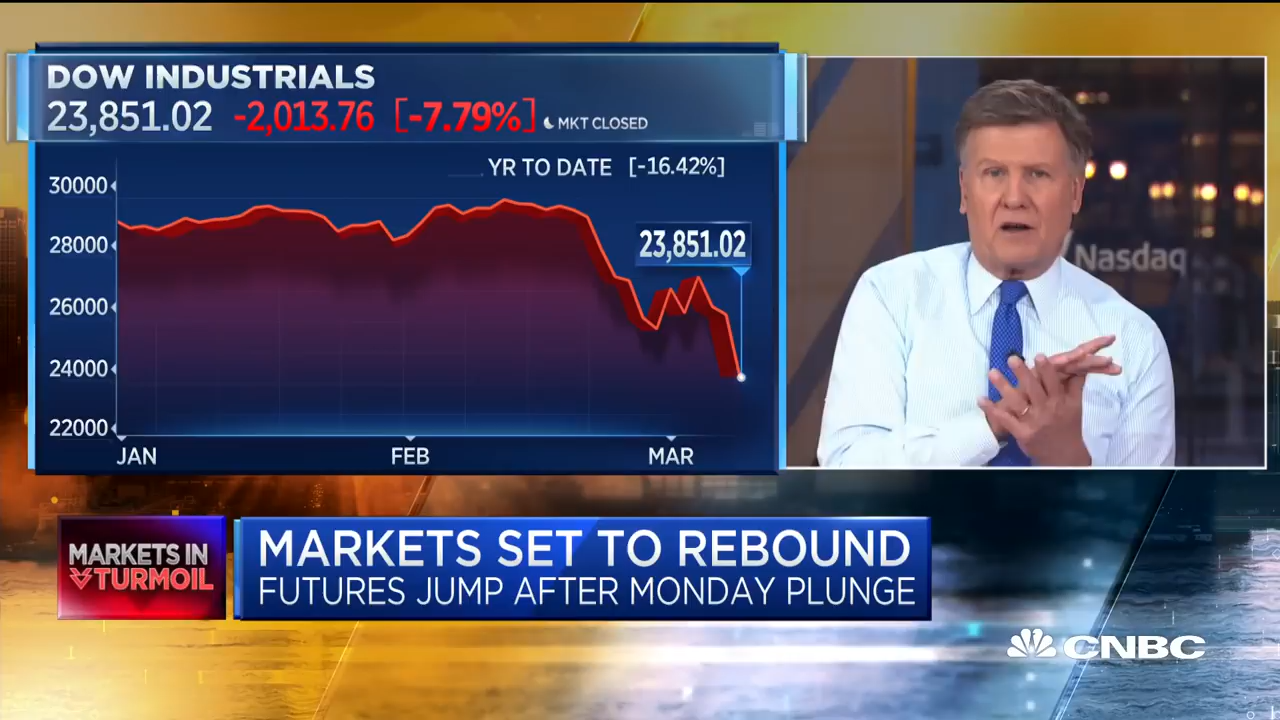 DOW INDUSTRIALS
23,851.02 -2,013.76 [-7.79%] MKT CLOSED
YR TO DATE [-16.42%]
30000
28000
26000
24000
22000
23,851.02
JAN FEB MAR
Nasdaq
MARKETS IN
TURMOIL
MARKETS SET TO REBOUND
FUTURES JUMP AFTER MONDAY PLUNGE
CNBC